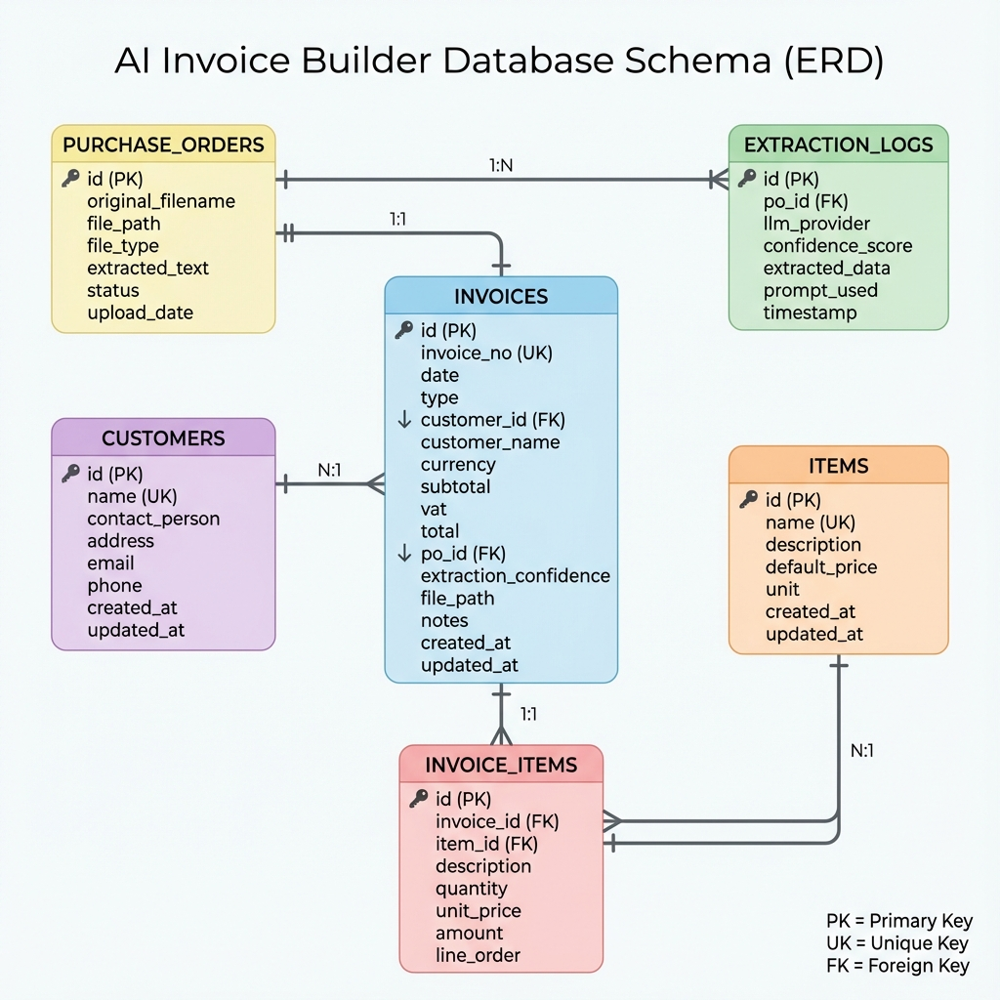 AI Invoice Builder Database Schema (ERD)
PURCHASE_ORDERS
id (PK)
original_filename
file_path
file_type
extracted_text
status
upload_date
1:N
1:1
EXTRACTION_LOGS
id (PK)
po_id (FK)
llm_provider
confidence_score
extracted_data
prompt_used
timestamp
INVOICES
id (PK)
invoice_no (UK)
date
type
customer_id (FK)
customer_name
currency
subtotal
vat
total
po_id (FK)
extraction_confidence
file_path
notes
created_at
updated_at
CUSTOMERS
id (PK)
name (UK)
contact_person
address
email
phone
created_at
updated_at
N:1
ITEMS
id (PK)
name (UK)
description
default_price
unit
created_at
updated_at
1:1
N:1
INVOICE_ITEMS
id (PK)
invoice_id (FK)
item_id (FK)
description
quantity
unit_price
amount
line_order
PK = Primary Key
UK = Unique Key
FK = Foreign Key